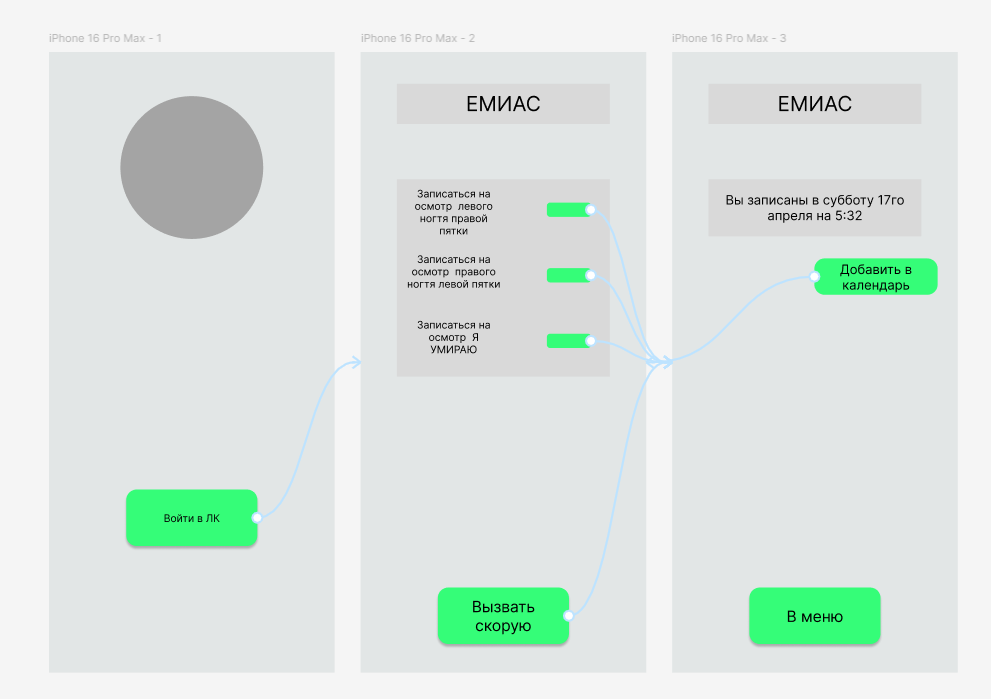 iPhone 16 Pro Max - 1
Войти в ЛК
iPhone 16 Pro Max - 2
ЕМИАС
Записаться на
осмотр левого
ногтя правой
пятки
Записаться на
осмотр правого
ногтя левой пятки
Записаться на
осмотр Я
УМИРАЮ
Вызвать
скорую
iPhone 16 Pro Max - 3
ЕМИАС
Вы записаны в субботу 17го
апреля на 5:32
Добавить в
календарь
В меню